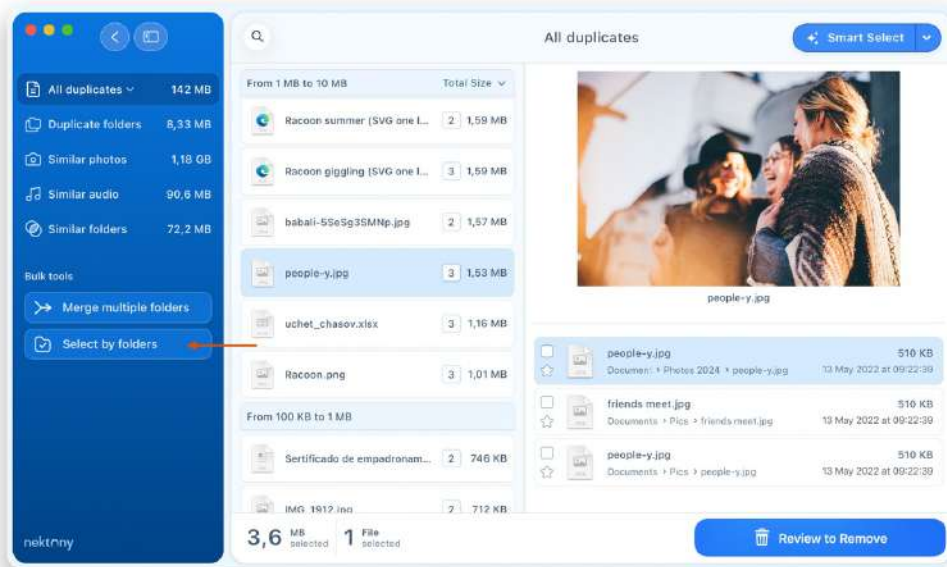 All duplicates
Smart Select
All duplicates 142 MB
Duplicate folders 8,33 MB
Similar photos 1,18 GB
Similar audio 90,6 MB
Similar folders 72,2 MB
Bulk tools
Merge multiple folders
Select by folders
nektony
From 1 MB to 10 MB Total Size
Racoon summer (SVG one l... 2 1,59 MB
Racoon giggling (SVG one l... 3 1,59 MB
babali-5SeSg3SMNp.jpg 2 1,57 MB
people-y.jpg 3 1,53 MB
uchet_chasov.xlsx 3 1,16 MB
Racoon.png 3 1,01 MB
From 100 KB to 1 MB
Sertificado de empadronam... 2 746 KB
IMG_1912.jpg 2 712 KB
people-y.jpg
people-y.jpg 510 KB
Document › Photos 2024 › people-y.jpg 13 May 2022 at 09:22:39
friends meet.jpg 510 KB
Documents › Pics › friends meet.jpg 13 May 2022 at 09:22:39
people-y.jpg 510 KB
Documents › Pics › people-y.jpg 13 May 2022 at 09:22:39
3,6 MB selected 1 File selected
Review to Remove